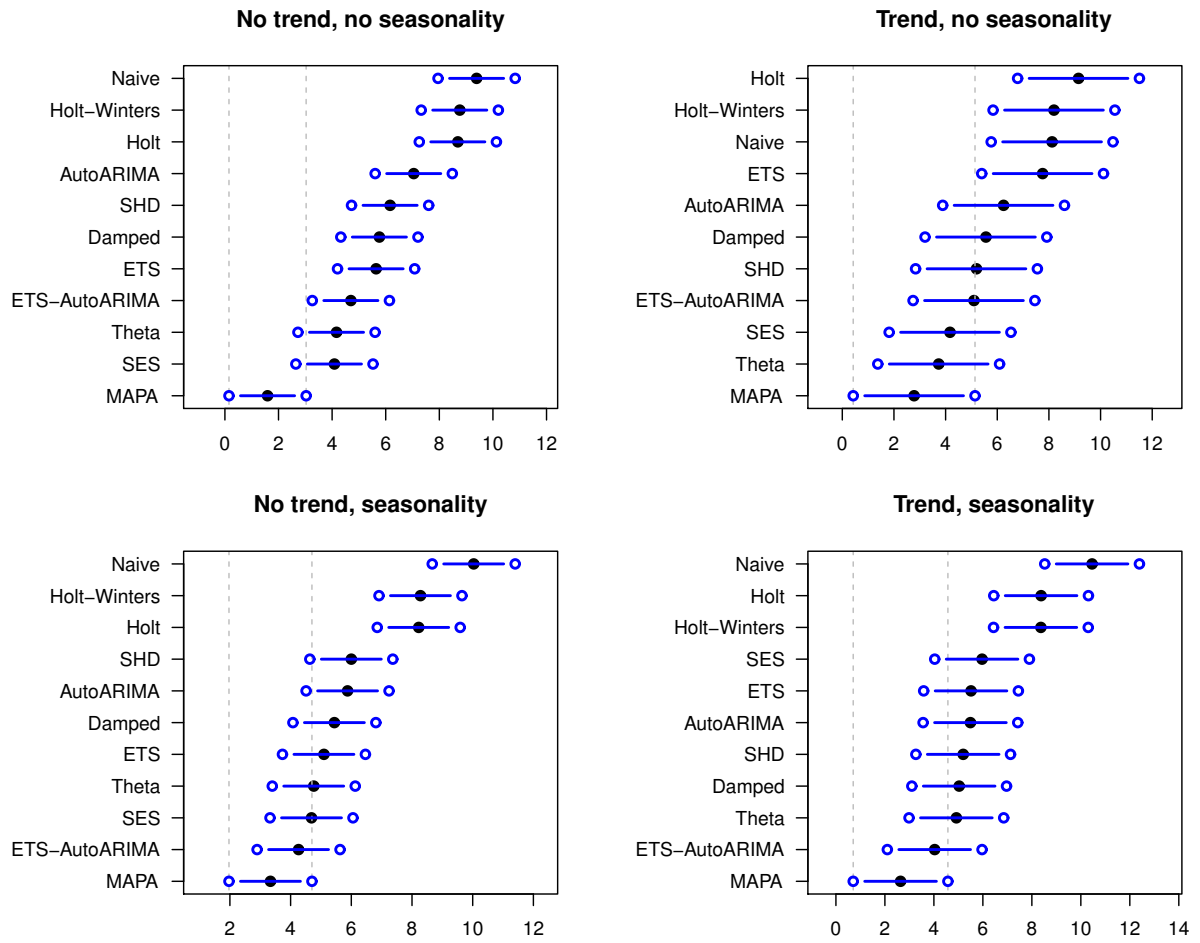 No trend, no seasonality
Naive
Holt−Winters
Holt
AutoARIMA
SHD
Damped
ETS
ETS−AutoARIMA
Theta
SES
MAPA
0 2 4 6 8 10 12
Trend, no seasonality
Holt
Holt−Winters
Naive
ETS
AutoARIMA
Damped
SHD
ETS−AutoARIMA
SES
Theta
MAPA
0 2 4 6 8 10 12
No trend, seasonality
Naive
Holt−Winters
Holt
SHD
AutoARIMA
Damped
ETS
Theta
SES
ETS−AutoARIMA
MAPA
2 4 6 8 10 12
Trend, seasonality
Naive
Holt
Holt−Winters
SES
ETS
AutoARIMA
SHD
Damped
Theta
ETS−AutoARIMA
MAPA
0 2 4 6 8 10 12 14